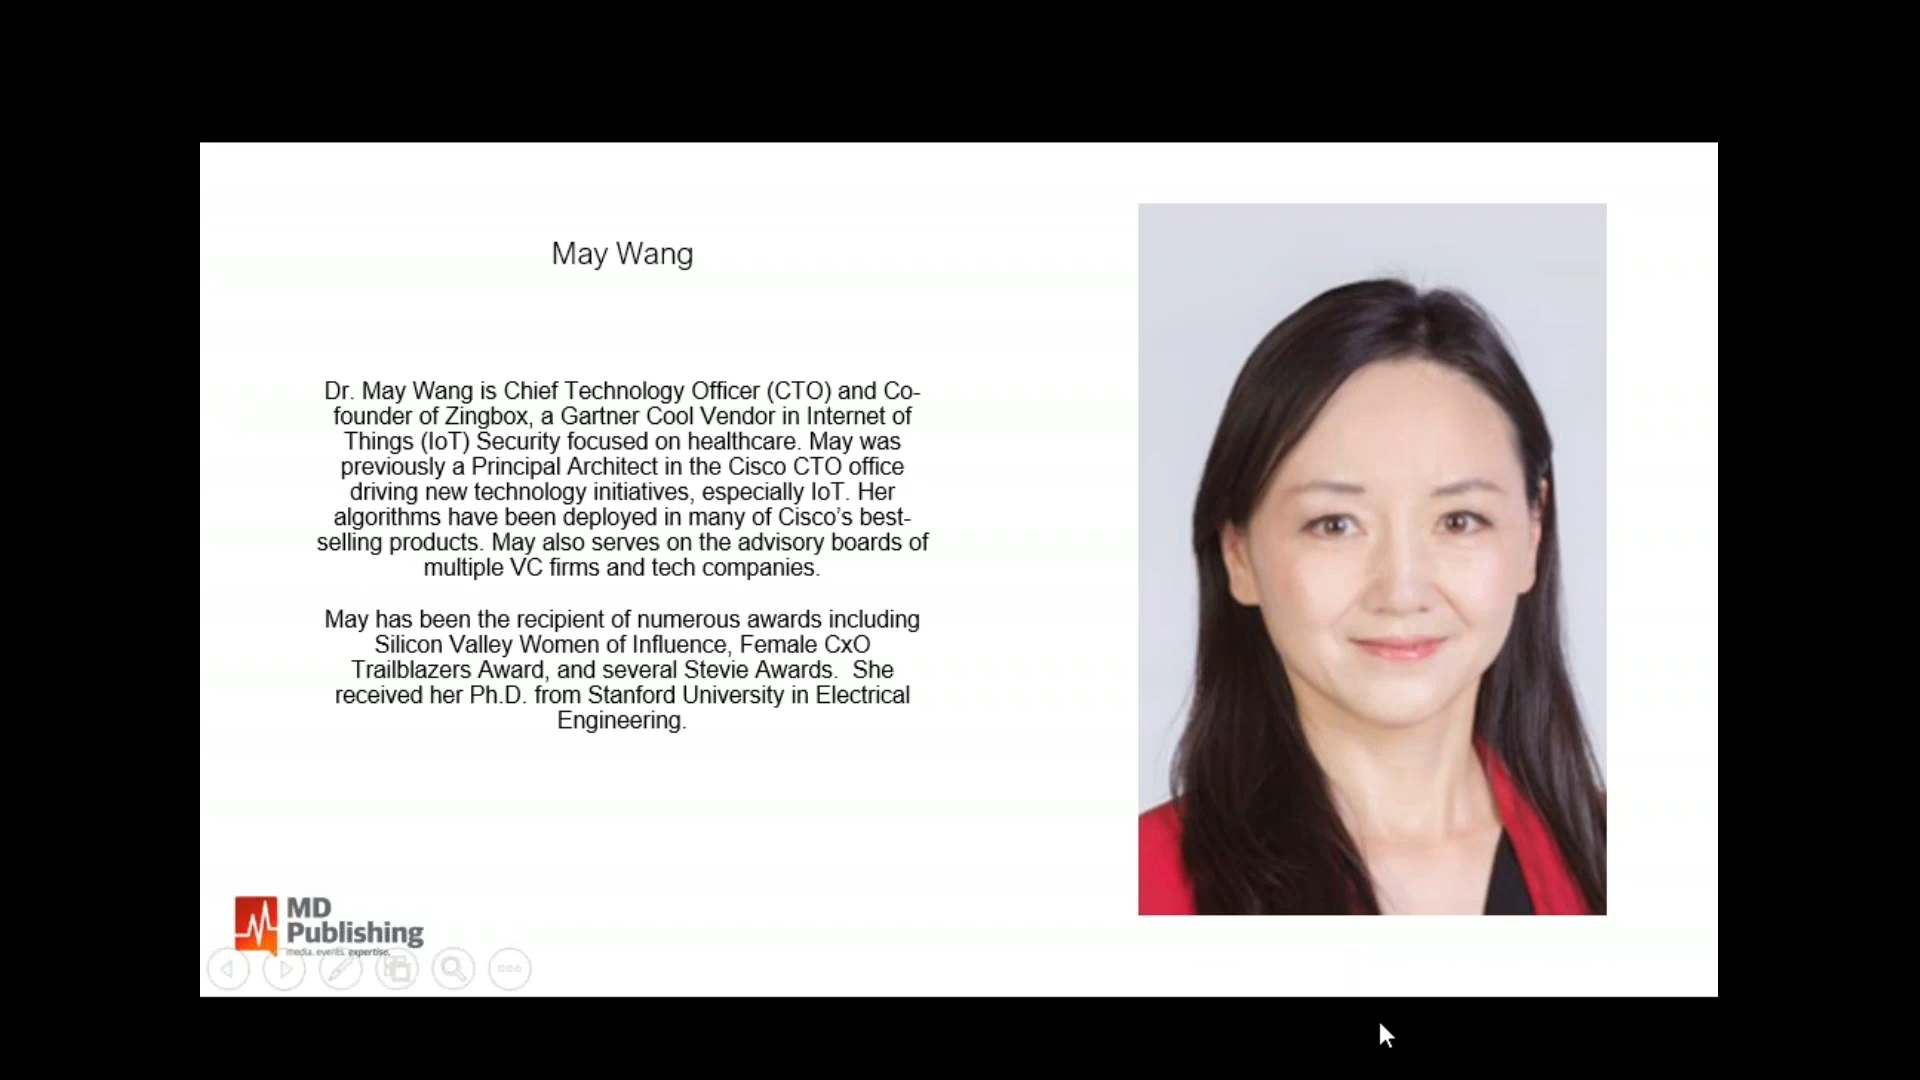 May Wang
Dr. May Wang is Chief Technology Officer (CTO) and Co-
founder of Zingbox, a Gartner Cool Vendor in Internet of
Things (IoT) Security focused on healthcare. May was
previously a Principal Architect in the Cisco CTO office
driving new technology initiatives, especially IoT. Her
algorithms have been deployed in many of Cisco’s best-
selling products. May also serves on the advisory boards of
multiple VC firms and tech companies.
May has been the recipient of numerous awards including
Silicon Valley Women of Influence, Female CxO
Trailblazers Award, and several Stevie Awards.  She
received her Ph.D. from Stanford University in Electrical
Engineering.
MD
Publishing
media. events. expertise.